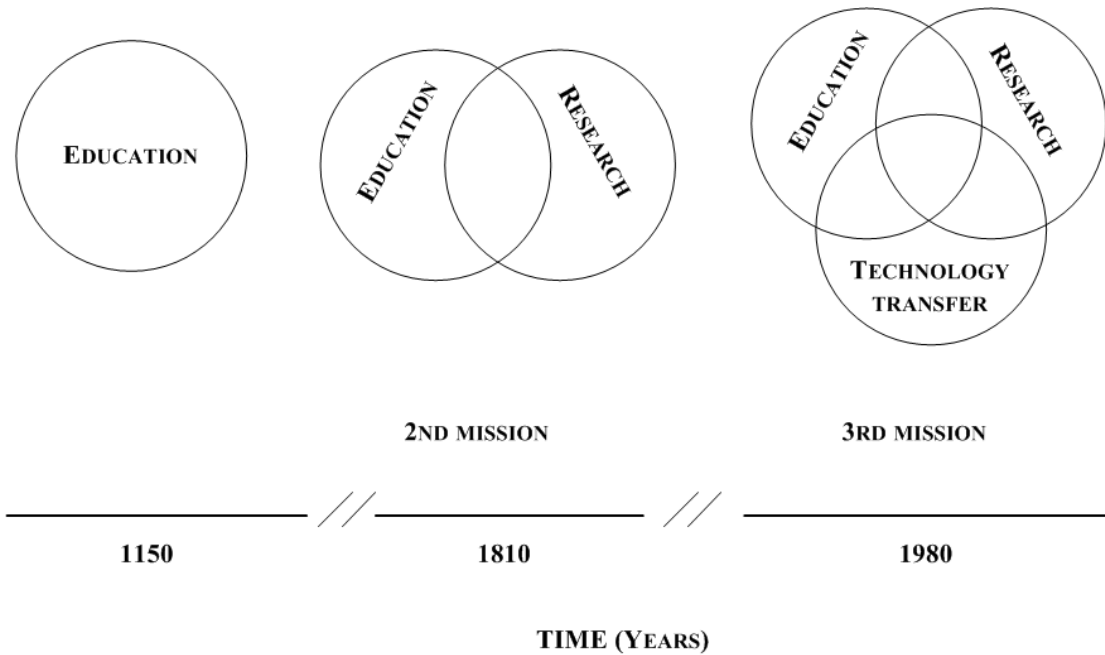 EDUCATION
EDUCATION
RESEARCH
EDUCATION
RESEARCH
TECHNOLOGY
TRANSFER
2ND MISSION
3RD MISSION
1150
1810
1980
TIME (YEARS)